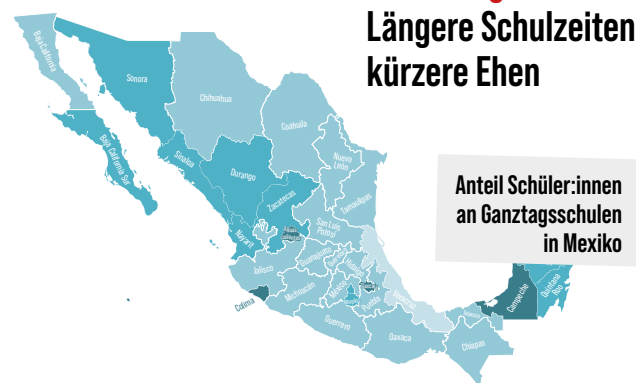 Längere Schulzeiten
kürzere Ehen
Baja California
Sonora
Chihuahua
Coahuila
Baja California Sur
Sinaloa
Durango
Nuevo
León
Zacatecas
Tamaulipas
Anteil Schüler:innen
an Ganztagsschulen
in Mexiko
San Luis
Potosí
Nayarit
Jalisco
Guanajuato
Colima
Michoacán
México
Puebla
Veracruz
Guerrero
Oaxaca
Chiapas
Campeche
Quintana
Roo